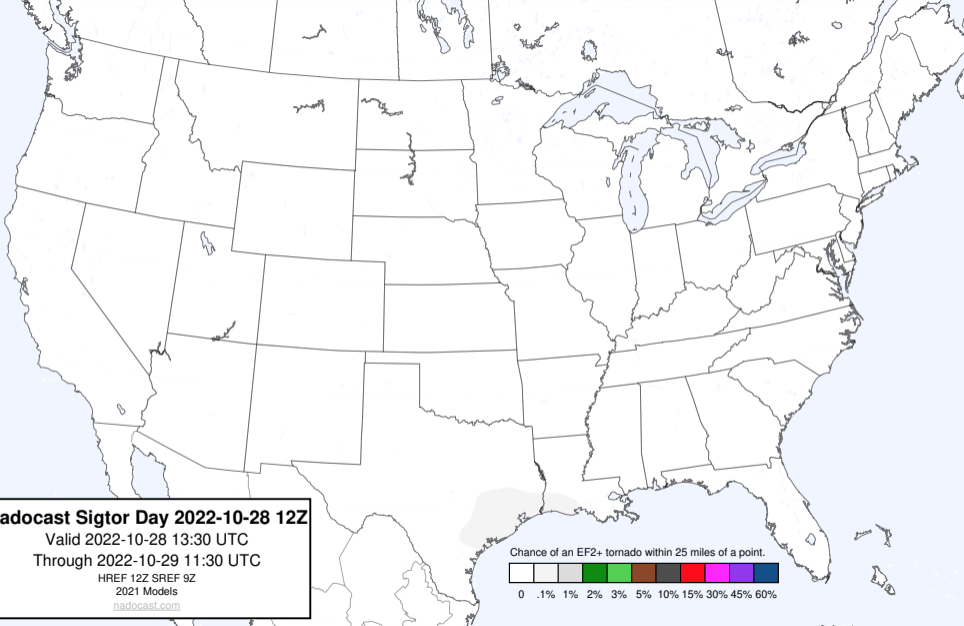 adocast Sigtor Day 2022-10-28 12Z
Valid 2022-10-28 13:30 UTC
Through 2022-10-29 11:30 UTC
HREF 12Z SREF 9Z
2021 Models
nadocast.com
Chance of an EF2+ tornado within 25 miles of a point.
0 .1% 1% 2% 3% 5% 10% 15% 30% 45% 60%